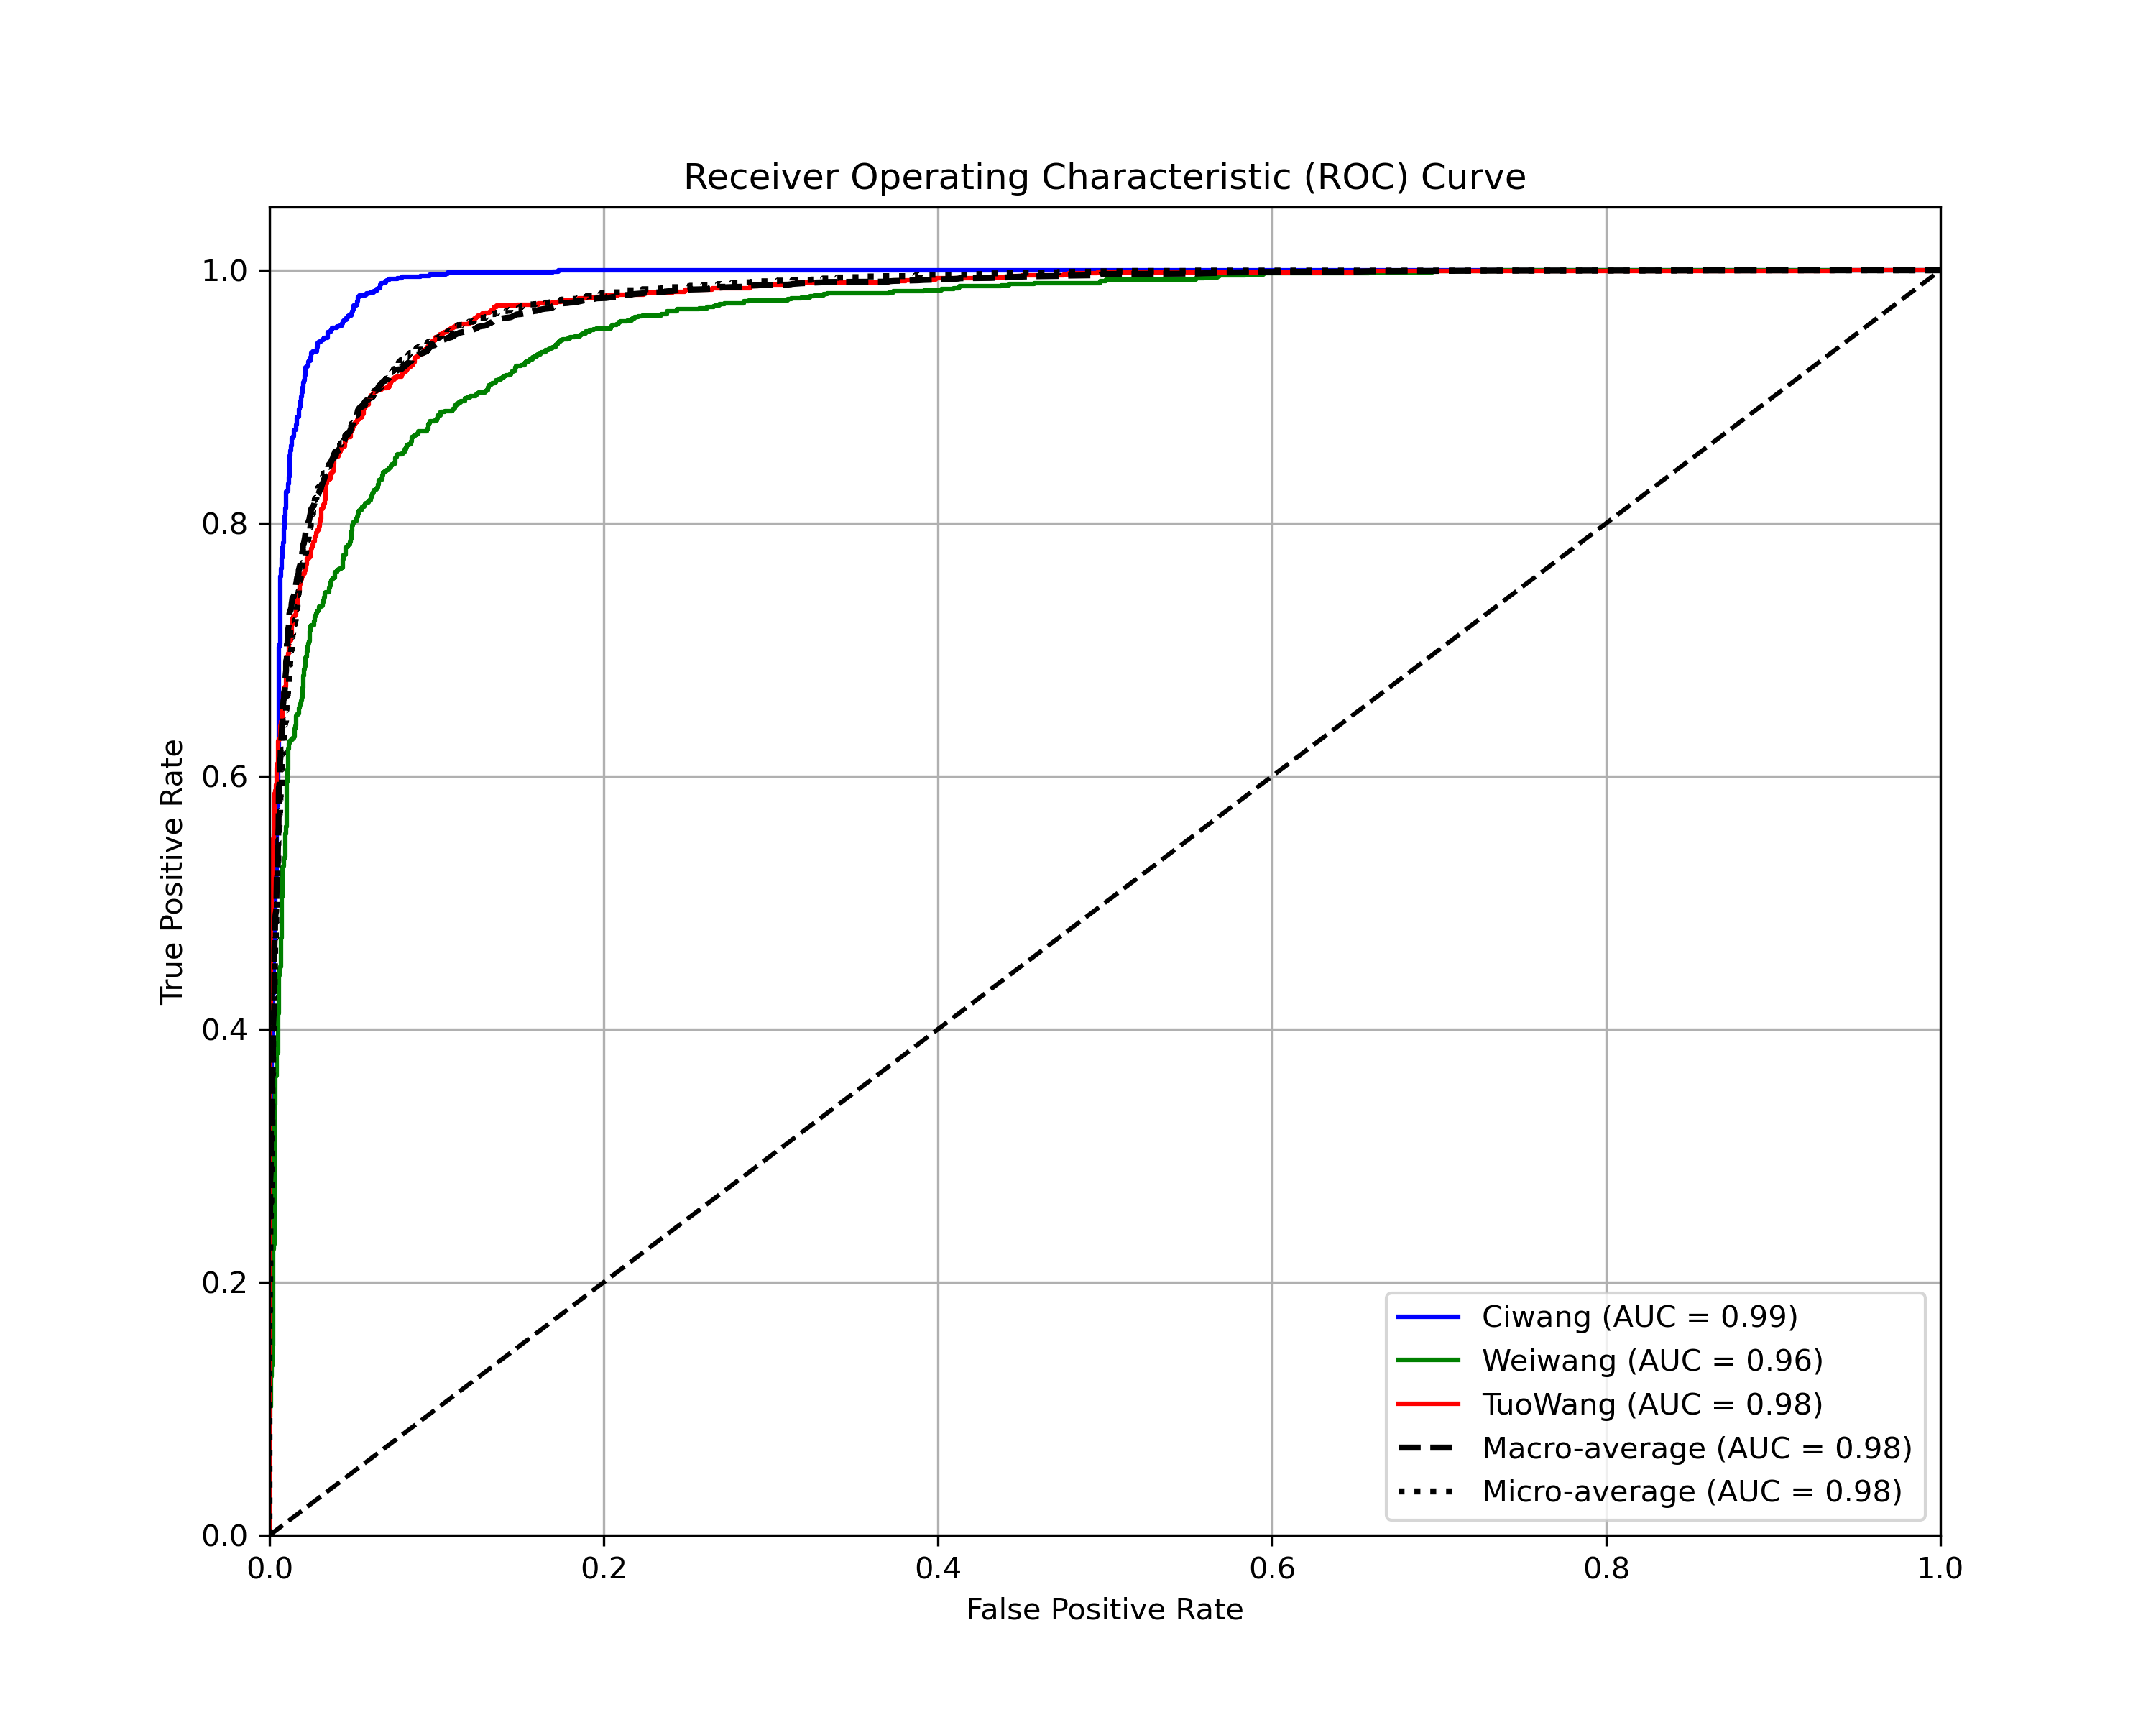 Receiver Operating Characteristic (ROC) Curve
1.0
0.8
0.6
0.4
0.2
0.0
True Positive Rate
0.0 0.2 0.4 0.6 0.8 1.0
False Positive Rate
Ciwang (AUC = 0.99)
Weiwang (AUC = 0.96)
TuoWang (AUC = 0.98)
Macro-average (AUC = 0.98)
Micro-average (AUC = 0.98)